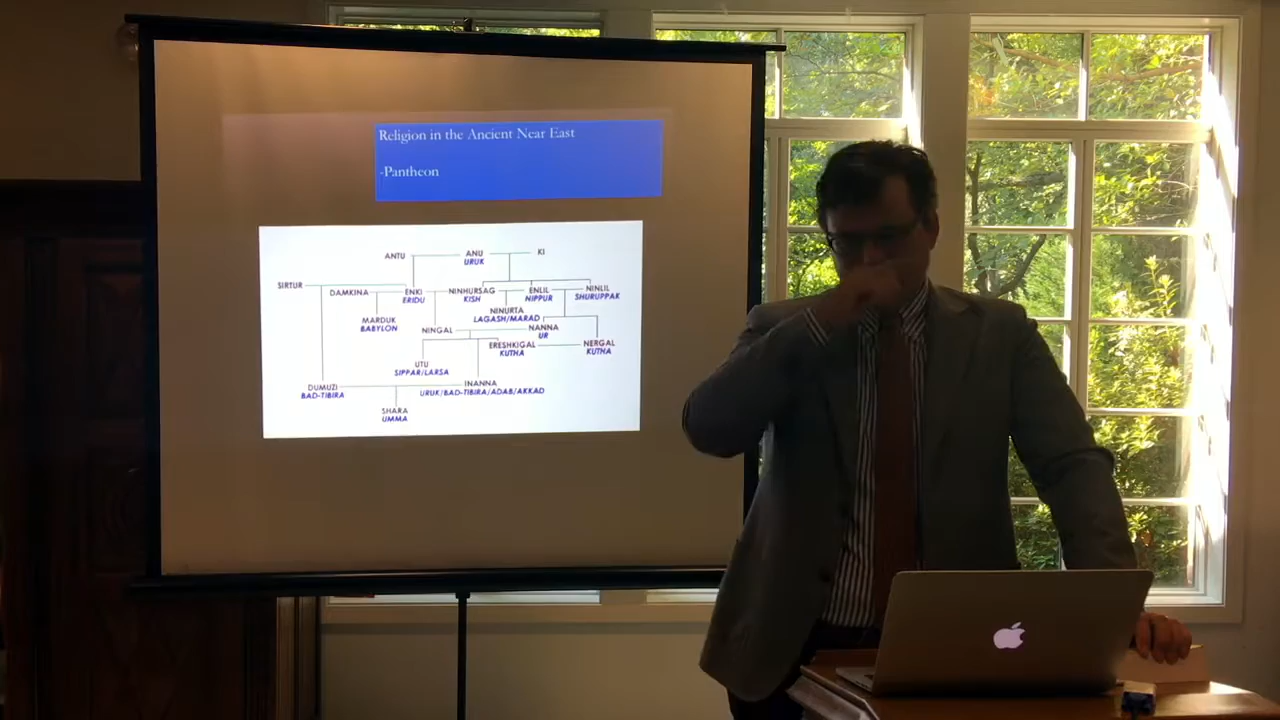 Religion in the Ancient Near East
-Pantheon
ANTU ANU KI
URUK
SIRTUR DAMKINA ENKI NINHURSAG ENLIL NINLIL
ERIDU KISH NIPPUR SHURUPPAK
NINURTA
MARDUK LAGASH/MARAD
BABYLON NINGAL NANNA
UR
ERESHKIGAL NERGAL
KUTHA KUTHA
UTU
SIPPAR/LARSA
DUMUZI INANNA
BAD-TIBIRA URUK/BAD-TIBIRA/ADAB/AKKAD
SHARA
UMMA